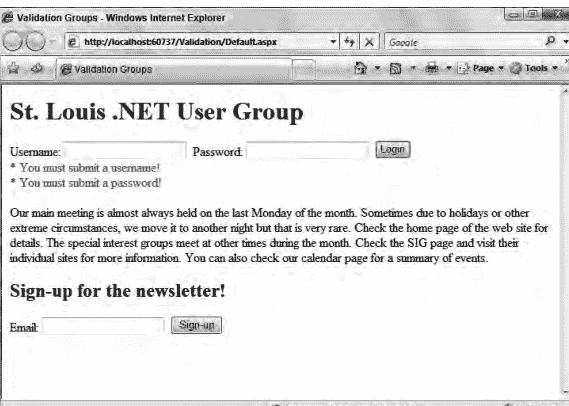 Validation Groups - Windows Internet Explorer
http://localhost:60737/Validation/Default.aspx
Google
Validation Groups
Page
Tools
St. Louis .NET User Group
Username: Password: Login
* You must submit a username!
* You must submit a password!
Our main meeting is almost always held on the last Monday of the month. Sometimes due to holidays or other
extreme circumstances, we move it to another night but that is very rare. Check the home page of the web site for
details. The special interest groups meet at other times during the month. Check the SIG page and visit their
individual sites for more information. You can also check our calendar page for a summary of events.
Sign-up for the newsletter!
Email: Sign-up